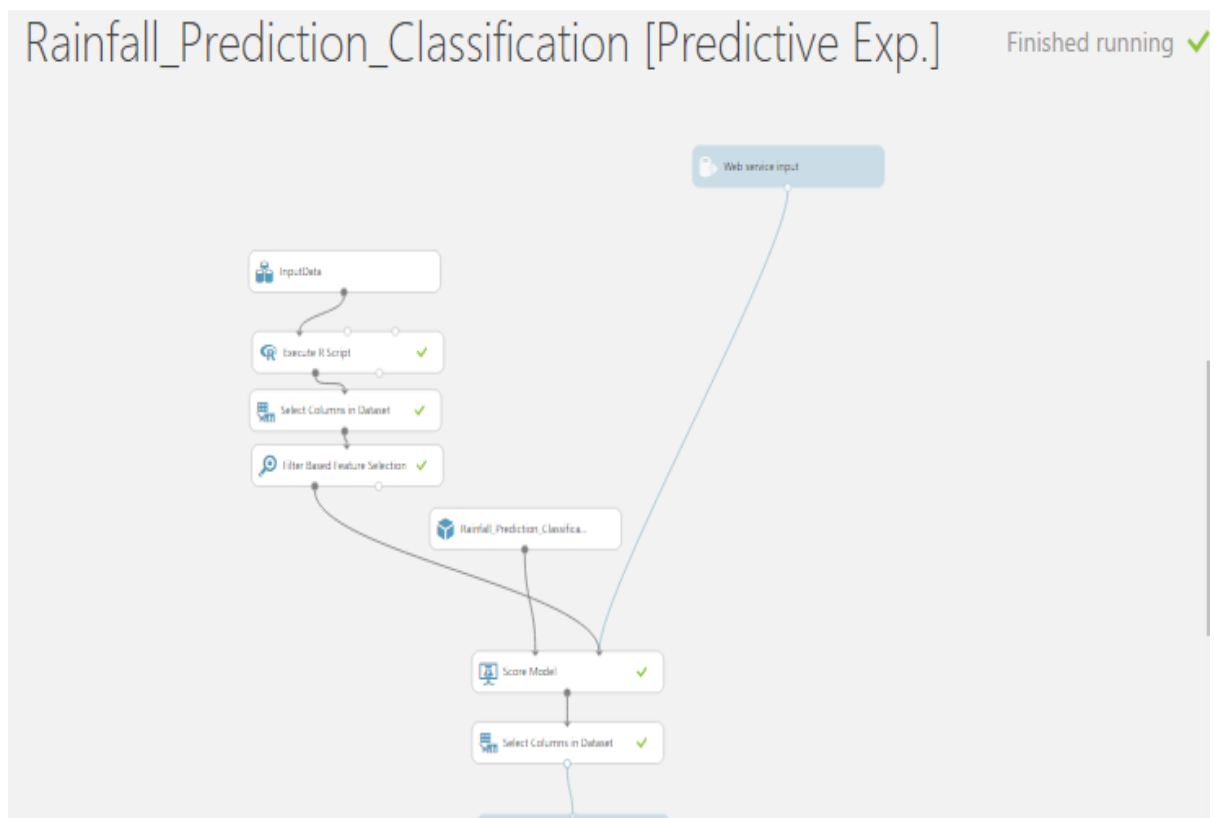 Rainfall_Prediction_Classification [Predictive Exp.]
Finished running
Web service input
InputData
Execute R Script
Select Columns in Dataset
Filter Based Feature Selection
Rainfall_Prediction_Classifica...
Score Model
Select Columns in Dataset